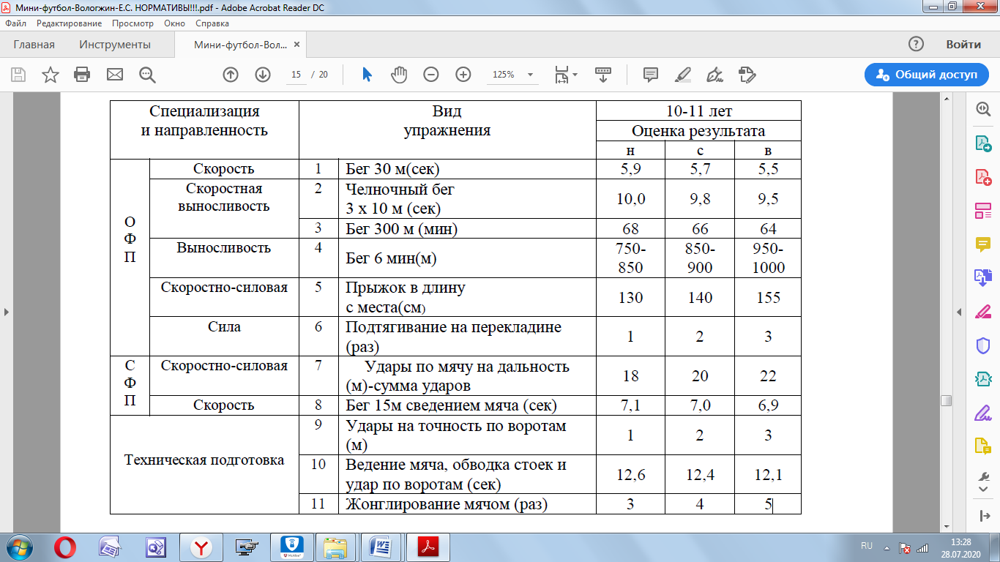 Мини-футбол-Вологжин-Е.С. НОРМАТИВЫ!!!.pdf - Adobe Acrobat Reader DC
Файл Редактирование Просмотр Окно Справка
Главная Инструменты Мини-футбол-Вол... × Войти
15 / 20 125% Общий доступ
Специализация
и направленность
Вид
упражнения
10-11 лет
Оценка результата
н с в
О
Ф
П
Скорость 1 Бег 30 м(сек) 5,9 5,7 5,5
Скоростная
выносливость
2 Челночный бег
3 х 10 м (сек)
10,0 9,8 9,5
3 Бег 300 м (мин) 68 66 64
Выносливость 4 Бег 6 мин(м)
750-
850
850-
900
950-
1000
Скоростно-силовая 5 Прыжок в длину
с места(см)
130 140 155
Сила 6 Подтягивание на перекладине
(раз)
1 2 3
С
Ф
П
Скоростно-силовая 7 Удары по мячу на дальность
(м)-сумма ударов
18 20 22
Скорость 8 Бег 15м сведением мяча (сек) 7,1 7,0 6,9
Техническая подготовка
9 Удары на точность по воротам
(м)
1 2 3
10 Ведение мяча, обводка стоек и
удар по воротам (сек)
12,6 12,4 12,1
11 Жонглирование мячом (раз) 3 4 5
RU 13:28
28.07.2020